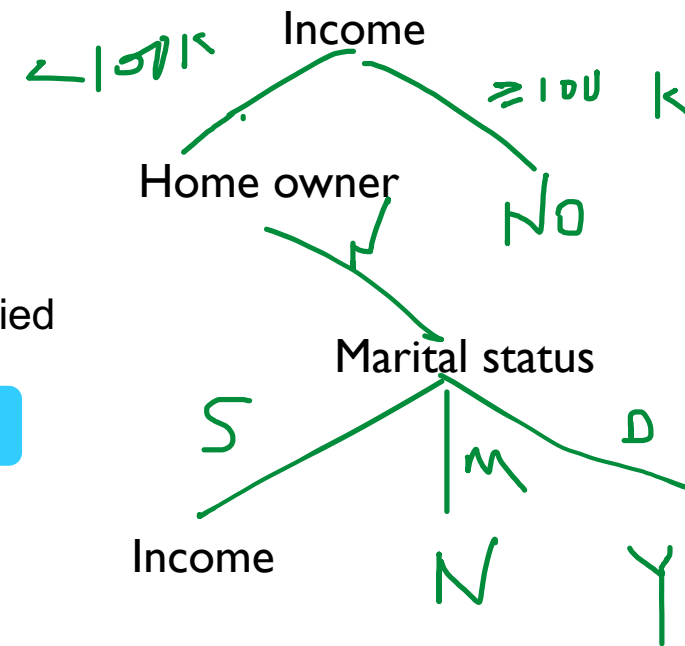 Income
<100K
≥100 K
Home owner
NO
N
ied
Marital status
S
M
D
Income
N
Y